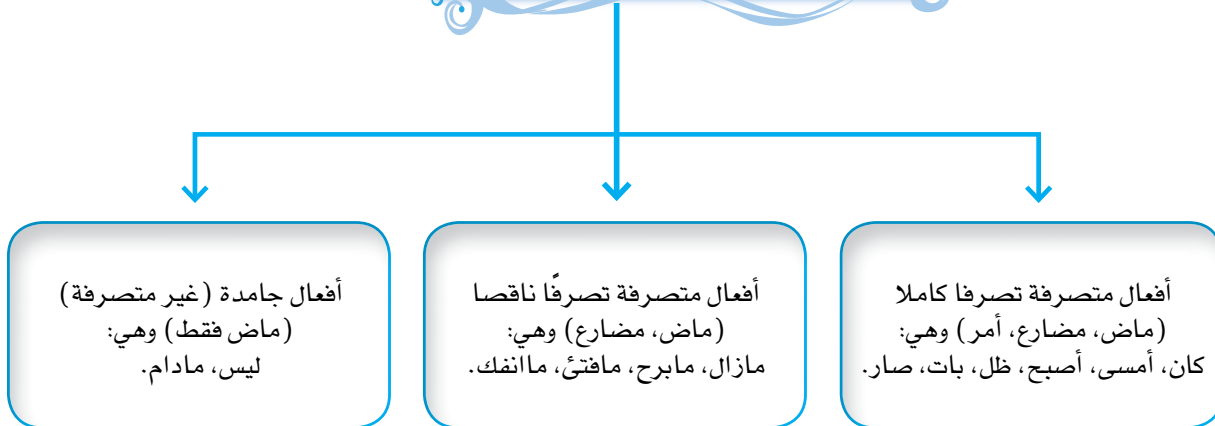 أفعال متصرفة تصرفا كاملا
(ماض، مضارع، أمر) وهي:
كان، أمسى، أصبح، ظل، بات، صار.
أفعال متصرفة تصرفًا ناقصا
(ماض، مضارع) وهي:
مازال، مابرح، مافتئ، ماانفك.
أفعال جامدة (غير متصرفة)
(ماض فقط) وهي:
ليس، مادام.